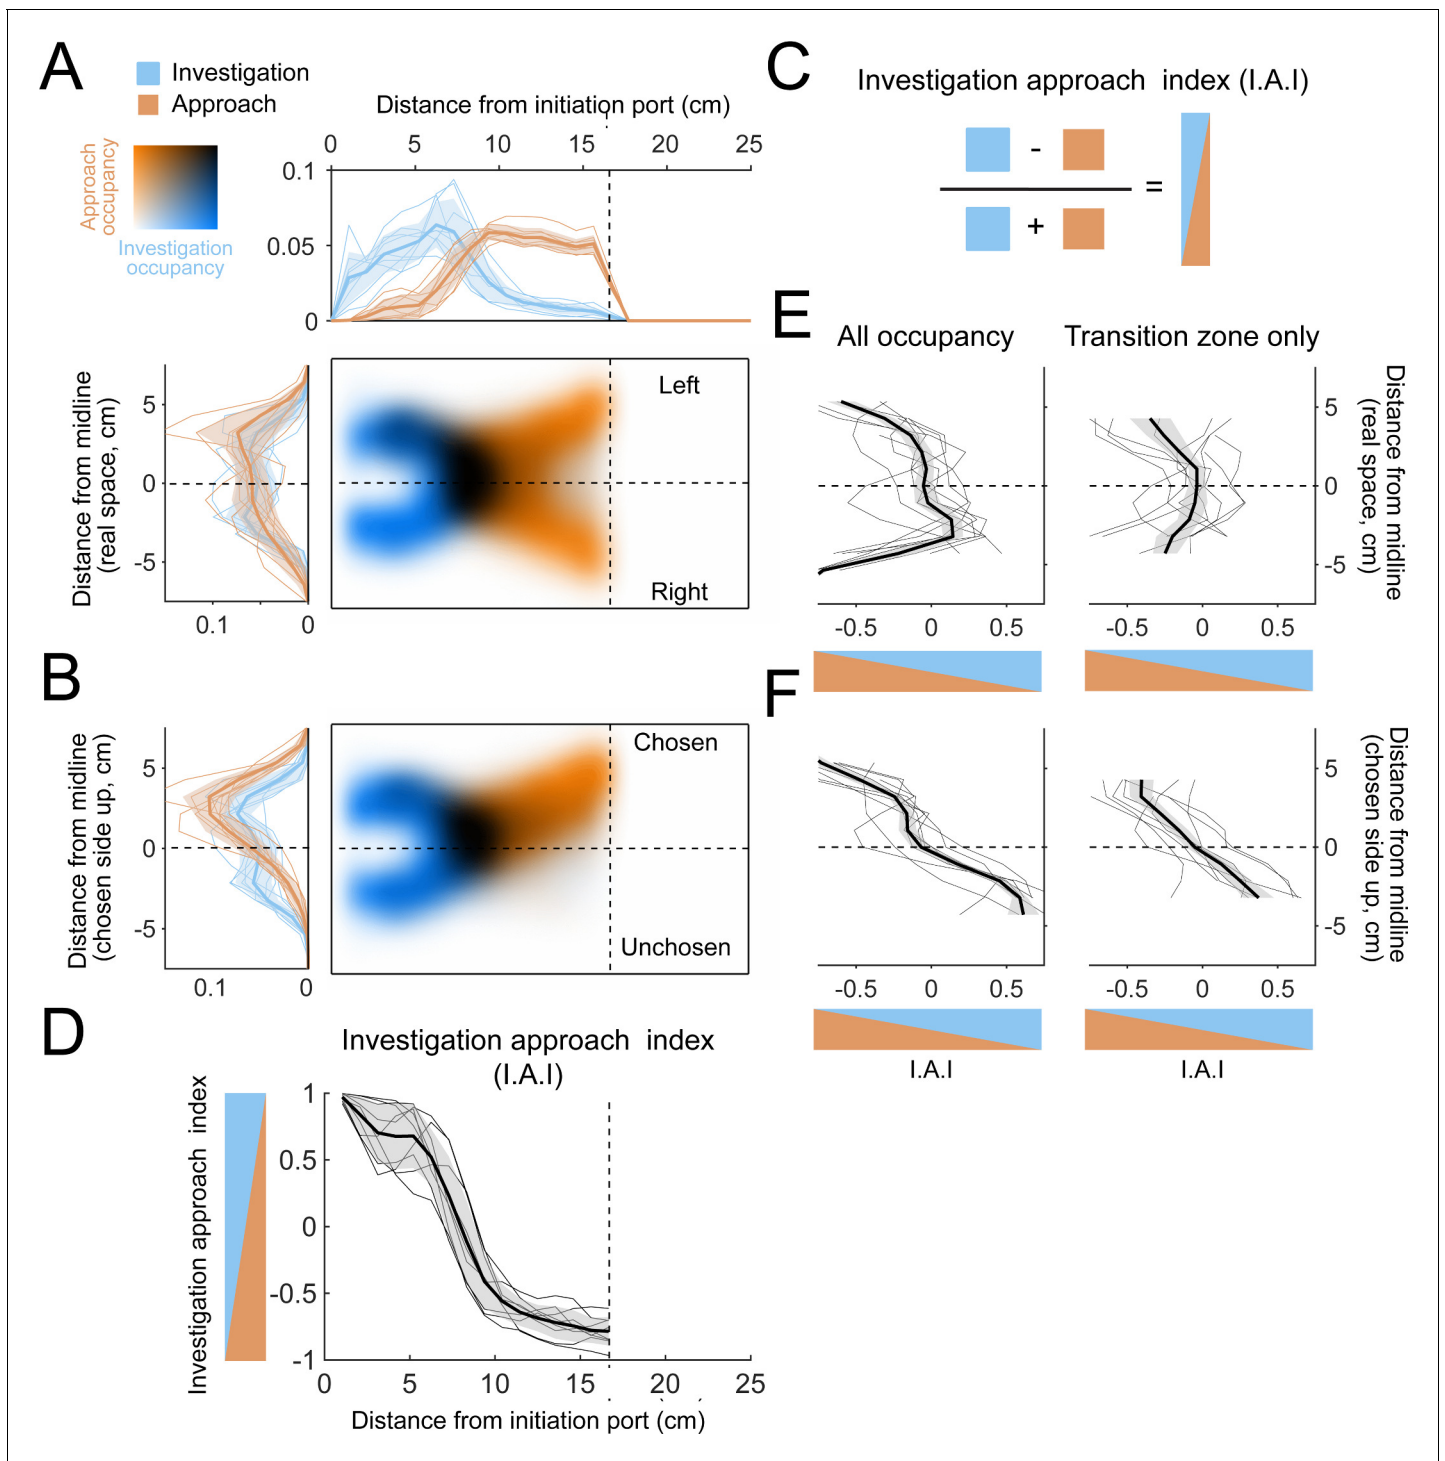 A
Investigation
Approach
Approach
occupancy
Investigation
occupancy
Distance from initiation port (cm)
0 5 10 15 20 25
0.1
0.05
0
Distance from midline
(real space, cm)
5
0
-5
0.1 0
Left
Right
B
Distance from midline
(chosen side up, cm)
5
0
-5
0.1 0
Chosen
Unchosen
C
Investigation approach index (I.A.I)
- 
+
=
D
Investigation approach index
(I.A.I)
Investigation approach index
1
0.5
0
-0.5
-1
0 5 10 15 20 25
Distance from initiation port (cm)
E
All occupancy
Transition zone only
Distance from midline
(real space, cm)
5
0
-5
-0.5 0 0.5
-0.5 0 0.5
F
Distance from midline
(chosen side up, cm)
5
0
-5
-0.5 0 0.5
-0.5 0 0.5
I.A.I
I.A.I